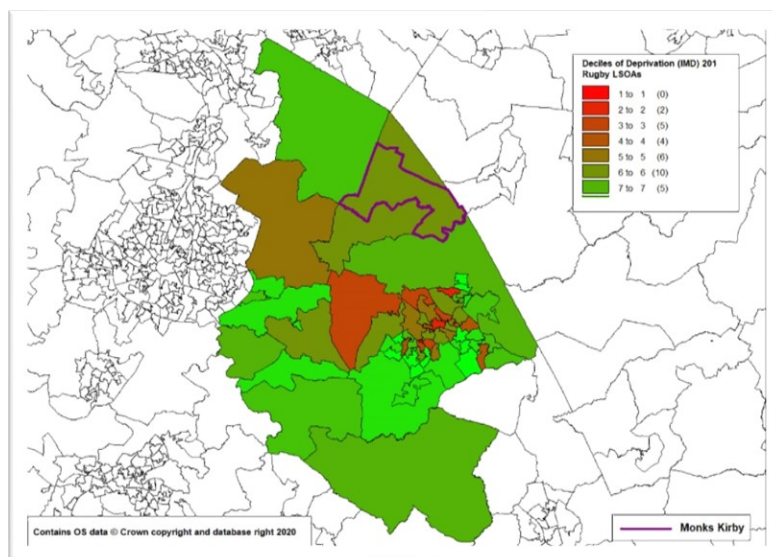 Deciles of Deprivation (IMD) 201
Rugby LSOAs
1 to 1 (0)
2 to 2 (2)
3 to 3 (5)
4 to 4 (4)
5 to 5 (6)
6 to 6 (10)
7 to 7 (5)
Contains OS data © Crown copyright and database right 2020
Monks Kirby